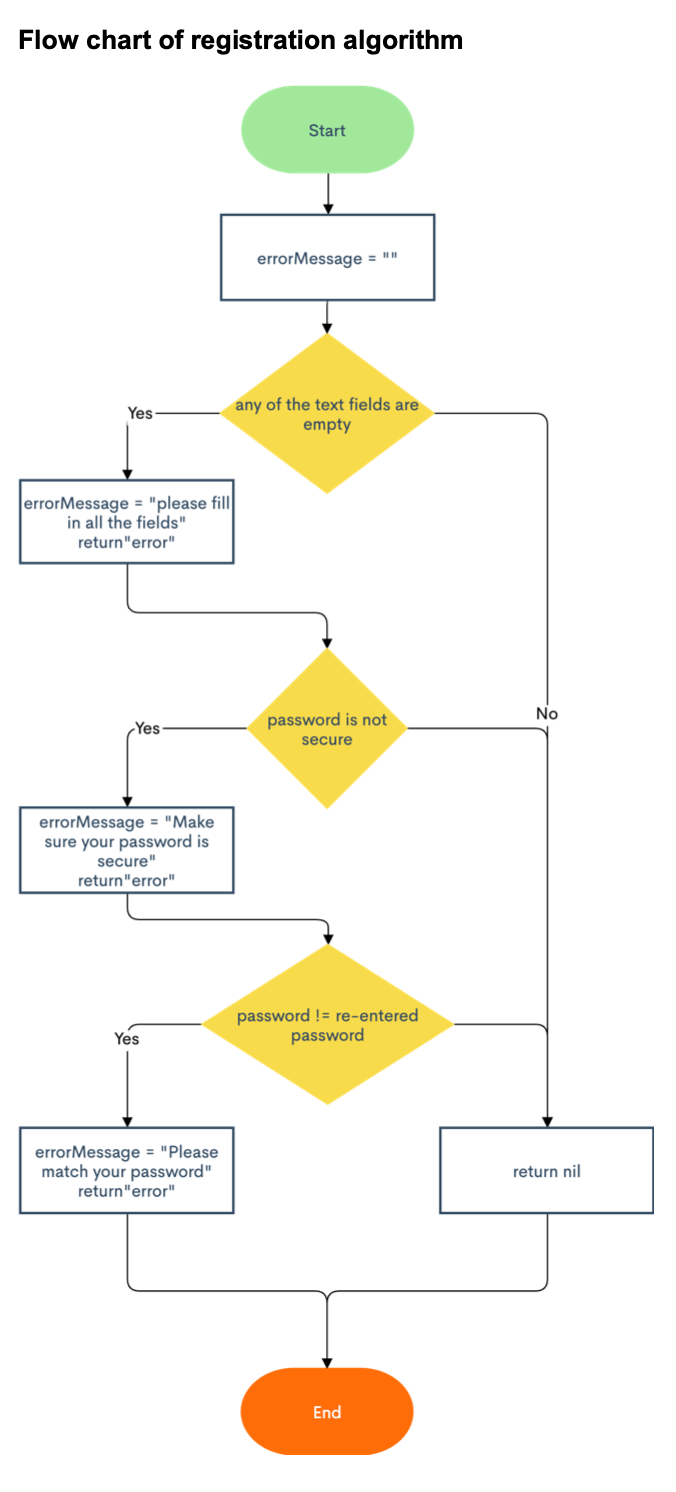 Flow chart of registration algorithm
Start
errorMessage = ""
any of the text fields are
empty
Yes
errorMessage = "please fill
in all the fields"
return"error"
password is not
secure
No
Yes
errorMessage = "Make
sure your password is
secure"
return"error"
password != re-entered
password
Yes
errorMessage = "Please
match your password"
return"error"
return nil
End